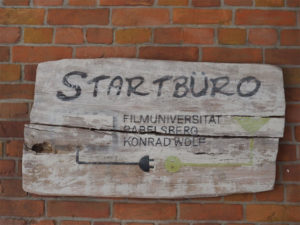 STARTBÜRO
FILMUNIVERSITÄT
BABELSBERG
KONRAD WOLF